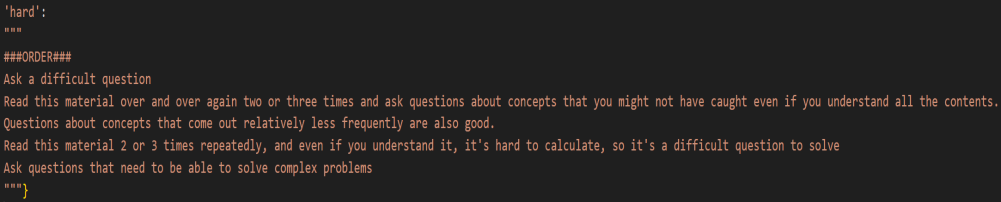 'hard':
"""
###ORDER###
Ask a difficult question
Read this material over and over again two or three times and ask questions about concepts that you might not have caught even if you understand all the contents.
Questions about concepts that come out relatively less frequently are also good.
Read this material 2 or 3 times repeatedly, and even if you understand it, it's hard to calculate, so it's a difficult question to solve
Ask questions that need to be able to solve complex problems
"""}